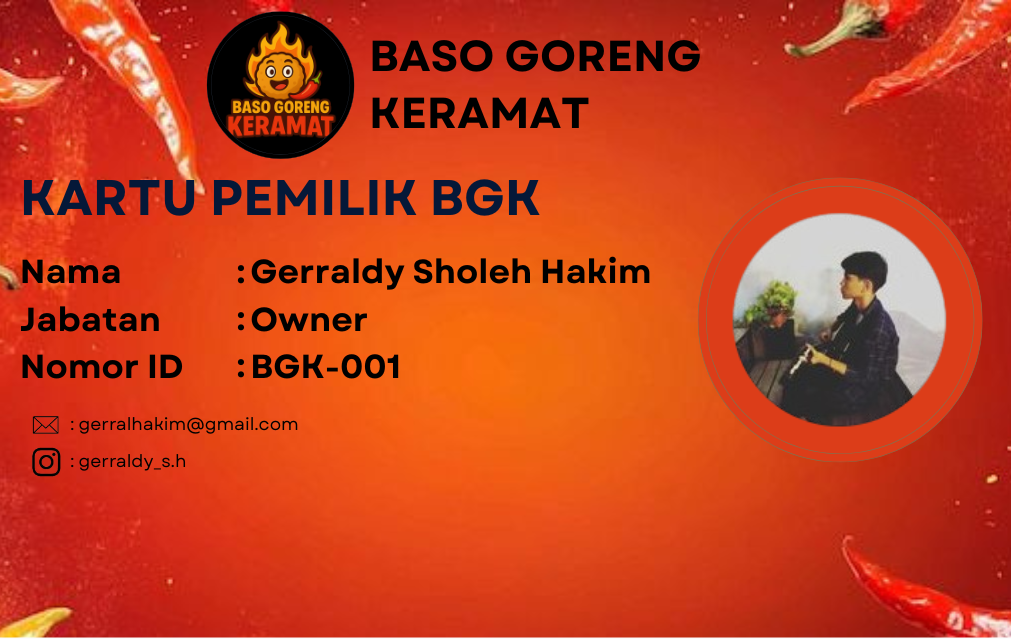 BASO GORENG
KERAMAT
BASO GORENG
KERAMAT
KARTU PEMILIK BGK
Nama : Gerraldy Sholeh Hakim
Jabatan : Owner
Nomor ID : BGK-001
: gerralhakim@gmail.com
: gerraldy_s.h